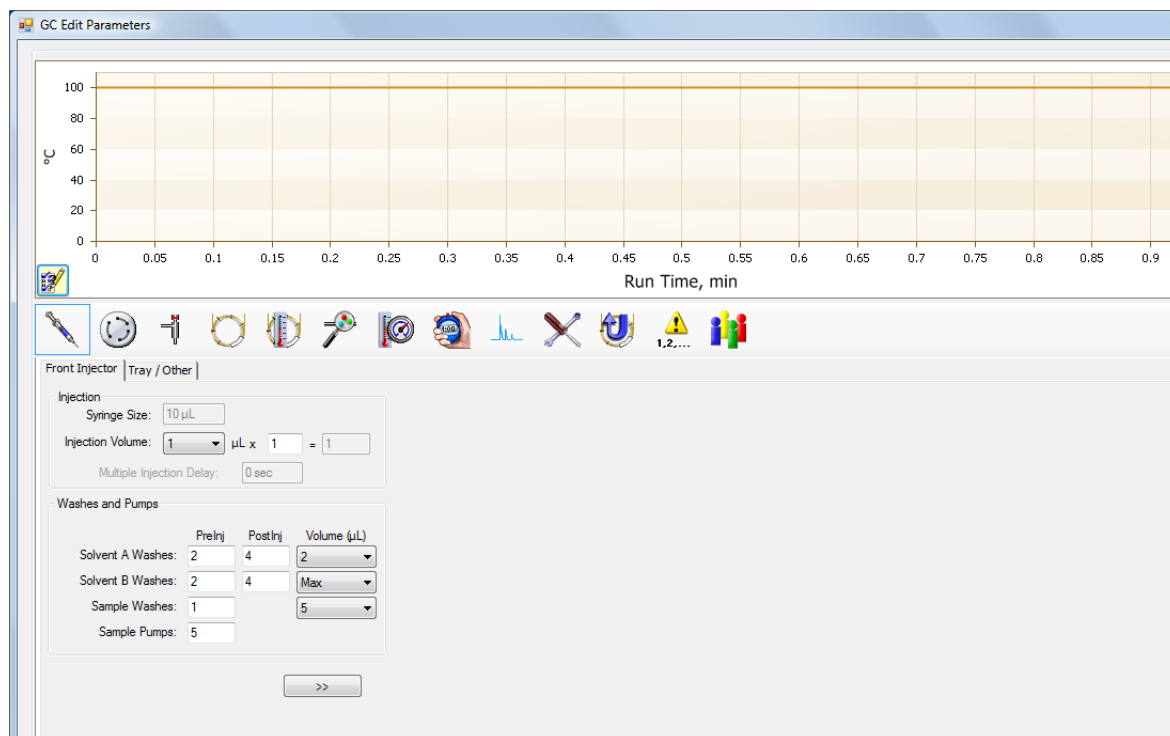 GC Edit Parameters
100
80
60
40
20
0
°C
0 0.05 0.1 0.15 0.2 0.25 0.3 0.35 0.4 0.45 0.5 0.55 0.6 0.65 0.7 0.75 0.8 0.85 0.9
Run Time, min
1,2,...
Front Injector Tray / Other
Injection
Syringe Size: 10 µL
Injection Volume: 1 µL x 1 = 1
Multiple Injection Delay: 0 sec
Washes and Pumps
PreInj PostInj Volume (µL)
Solvent A Washes: 2 4 2
Solvent B Washes: 2 4 Max
Sample Washes: 1 5
Sample Pumps: 5
>>